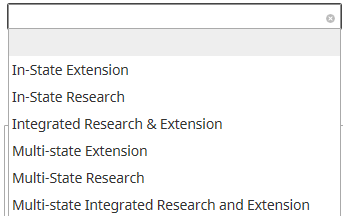 In-State Extension
In-State Research
Integrated Research & Extension
Multi-state Extension
Multi-State Research
Multi-state Integrated Research and Extension